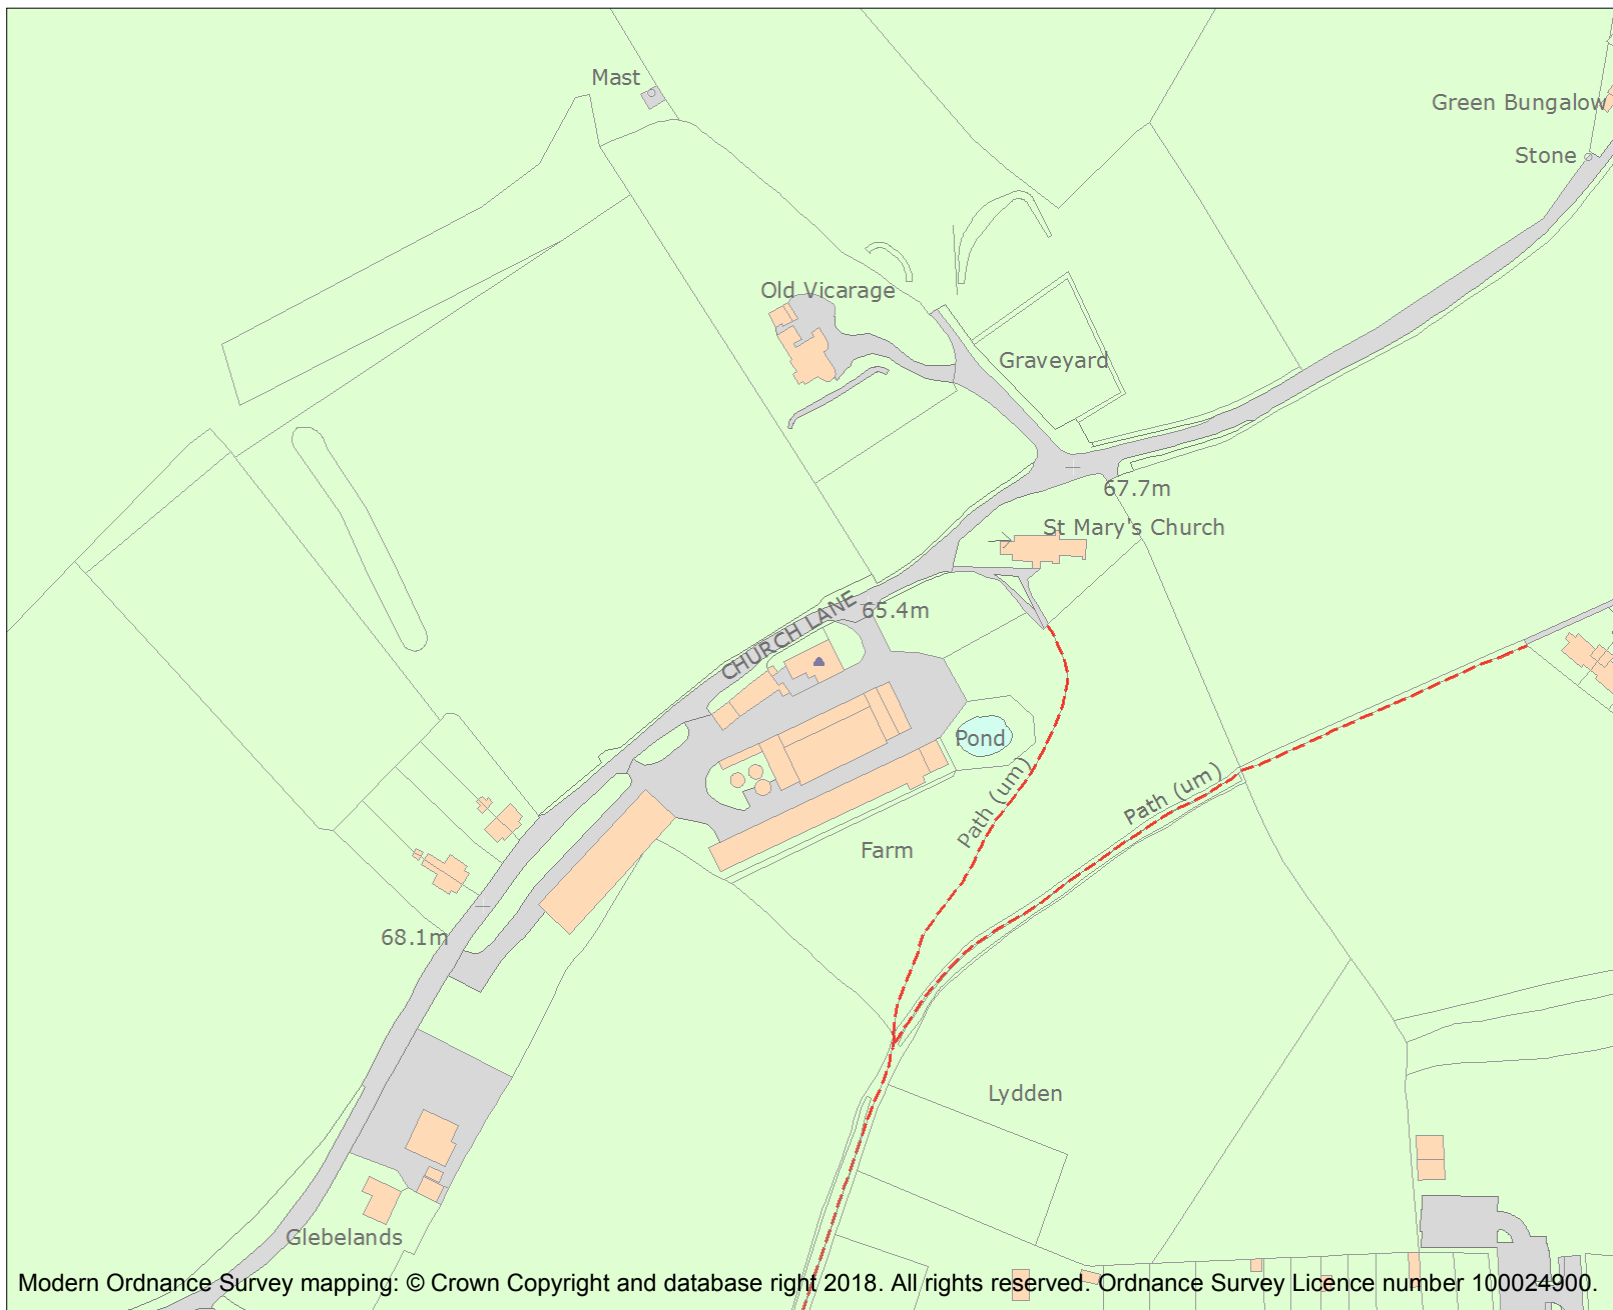 Mast
Green Bungalow
Stone
Old Vicarage
Graveyard
67.7m
St Mary's Church
CHURCH LANE
65.4m
Pond
Path (um)
Path (um)
Farm
68.1m
Lydden
Glebelands
Modern Ordnance Survey mapping: © Crown Copyright and database right 2018. All rights reserved. Ordnance Survey Licence number 100024900.